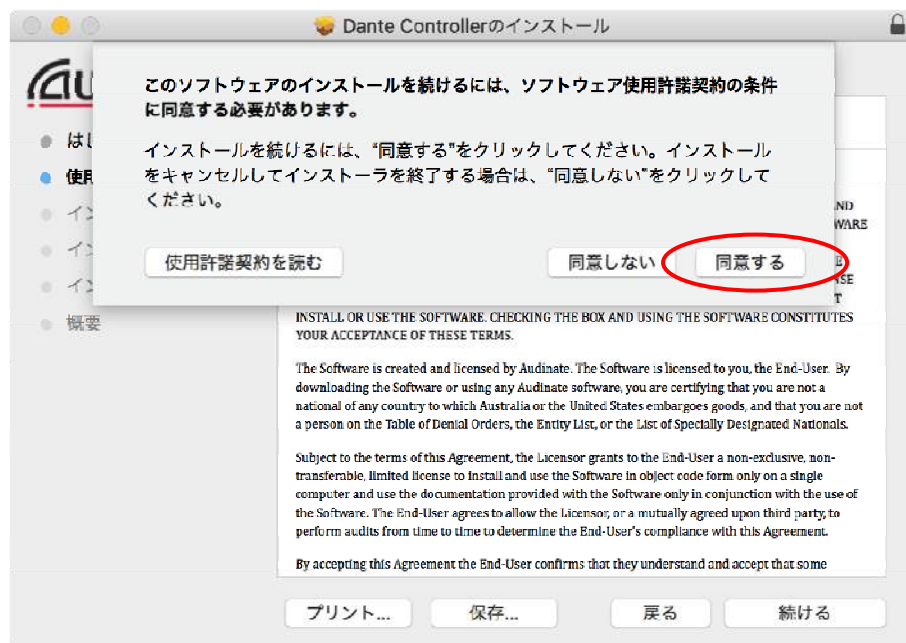 Dante Controllerのインストール
このソフトウェアのインストールを続けるには、ソフトウェア使用許諾契約の条件
に同意する必要があります。
インストールを続けるには、“同意する”をクリックしてください。インストール
をキャンセルしてインストーラを終了する場合は、“同意しない”をクリックして
ください。
使用許諾契約を読む
同意しない
同意する
Au
はじ
使用
イン
イン
イン
概要
ND
WARE
E
NSE
T
INSTALL OR USE THE SOFTWARE. CHECKING THE BOX AND USING THE SOFTWARE CONSTITUTES
YOUR ACCEPTANCE OF THESE TERMS.
The Software is created and licensed by Audinate. The Software is licensed to you, the End-User. By
downloading the Software or using any Audinate software, you are certifying that you are not a
national of any country to which Australia or the United States embargoes goods, and that you are not
a person on the Table of Denial Orders, the Entity List, or the List of Specially Designated Nationals.
Subject to the terms of this Agreement, the Licensor grants to the End-User a non-exclusive, non-
transferable, limited license to install and use the Software in object code form only on a single
computer and use the documentation provided with the Software only in conjunction with the use of
the Software. The End-User agrees to allow the Licensor, or a mutually agreed upon third party, to
perform audits from time to time to determine the End-User's compliance with this Agreement.
By accepting this Agreement the End-User confirms that they understand and accept that some
プリント...
保存...
戻る
続ける